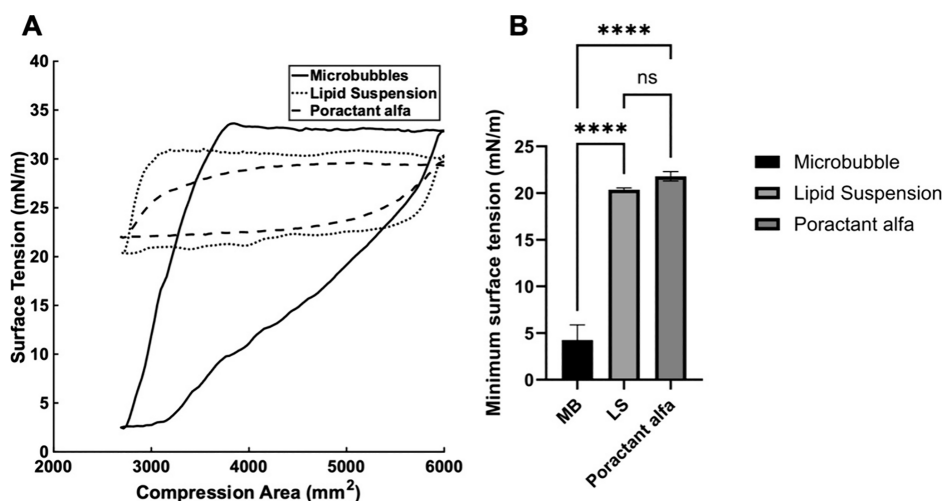 A
Surface Tension (mN/m)
40
35
30
25
20
15
10
5
0
2000 3000 4000 5000 6000
Compression Area (mm²)
Microbubbles
Lipid Suspension
Poractant alfa
B
Minimum surface tension (mN/m)
****
ns
****
25
20
15
10
5
0
MB
LS
Poractant alfa
Microbubble
Lipid Suspension
Poractant alfa